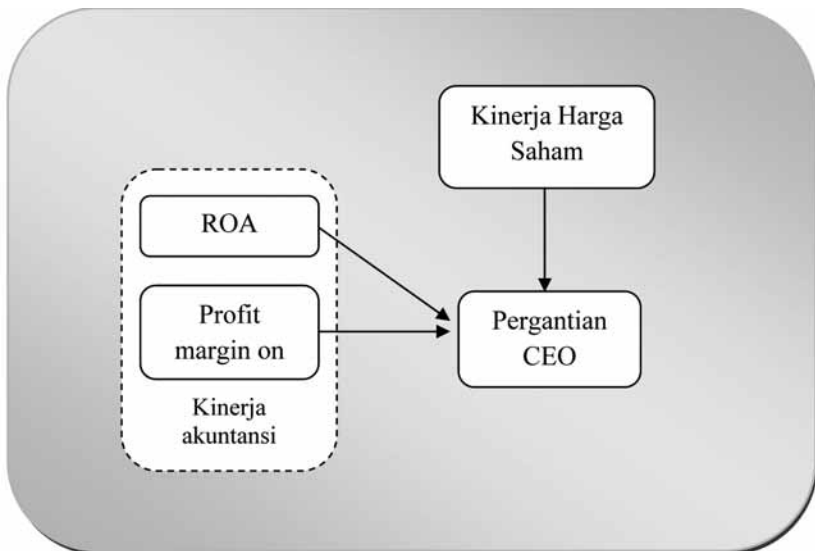 Kinerja Harga
Saham
ROA
Profit
margin on
Kinerja
akuntansi
Pergantian
CEO